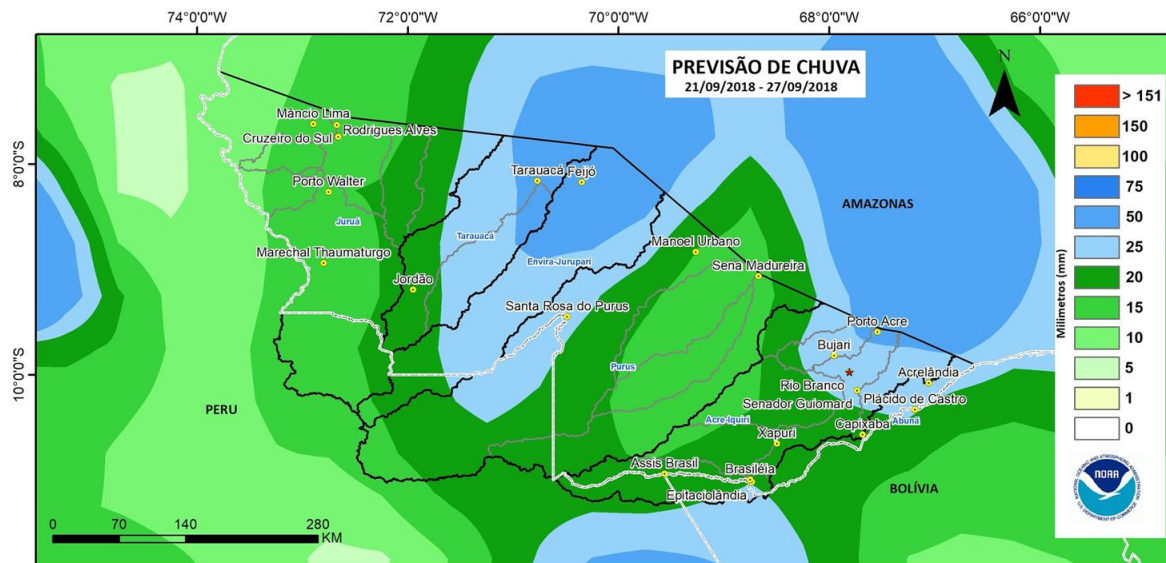 74°0'0"W
72°0'0"W
70°0'0"W
68°0'0"W
66°0'0"W
PREVISÃO DE CHUVA
21/09/2018 - 27/09/2018
N
> 151
150
100
75
50
25
20
15
10
5
1
0
Milimetros (mm)
8°0'0"S
10°0'0"S
Mâncio Lima
Rodrigues Alves
Cruzeiro do Sul
Tarauacá
Feijó
Porto Walter
AMAZONAS
Juruá
Tarauacá
Manoel Urbano
Marechal Thaumaturgo
Envira-Jurupari
Sena Madureira
Jordão
Santa Rosa do Purus
Porto Acre
Bujari
Purus
Acrelândia
Rio Branco
Plácido de Castro
Senador Guiomard
PERU
Acre-Iquiri
Abunã
Capixaba
Xapuri
Assis Brasil
Brasiléia
Epitaciolândia
BOLÍVIA
NOAA
0
70
140
280
KM